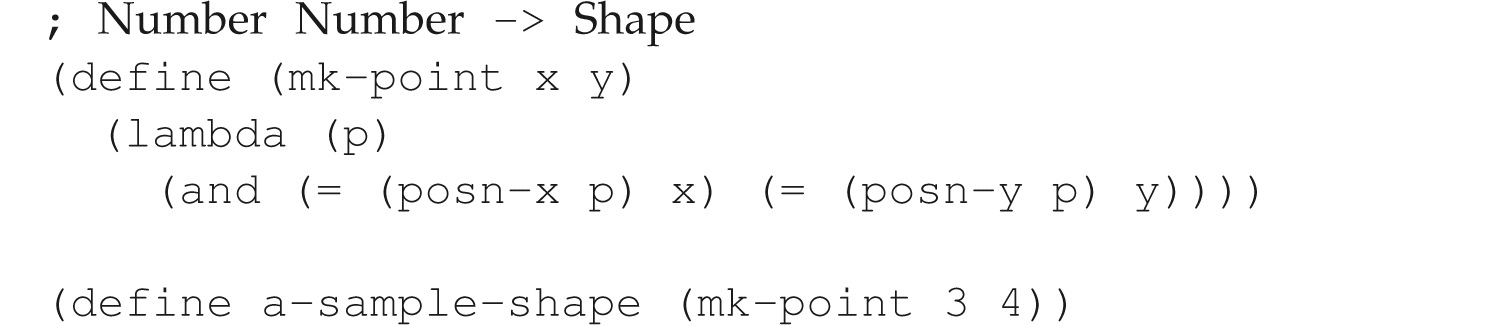 ; Number Number -> Shape
(define (mk-point x y)
  (lambda (p)
    (and (= (posn-x p) x) (= (posn-y p) y))))

(define a-sample-shape (mk-point 3 4))